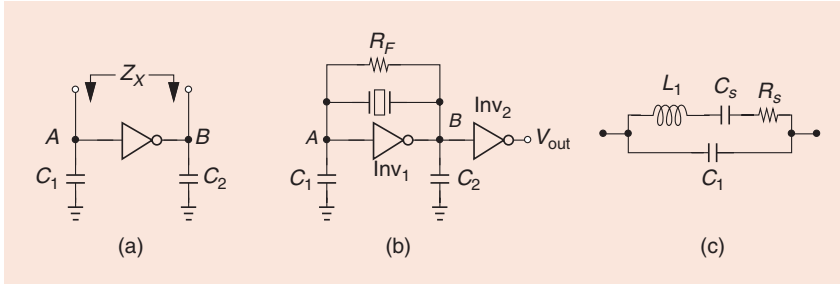 Z_X
A
B
C_1
C_2
(a)
R_F
A
B
Inv_1
Inv_2
V_out
C_1
C_2
(b)
L_1
C_s
R_s
C_1
(c)